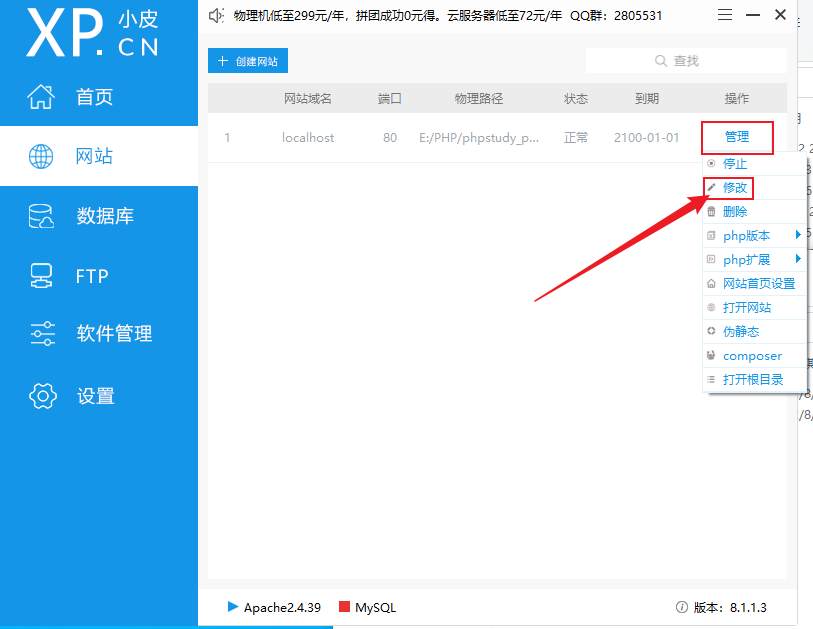 XP.CN 小皮
物理机低至299元/年，拼团成功0元得。云服务器低至72元/年 QQ群：2805531
首页
网站
数据库
FTP
软件管理
设置
创建网站
查找
网站域名 端口 物理路径 状态 到期 操作
1 localhost 80 E:/PHP/phpstudy_p... 正常 2100-01-01 管理
停止
修改
删除
php版本
php扩展
网站首页设置
打开网站
伪静态
composer
打开根目录
Apache2.4.39 MySQL 版本：8.1.1.3